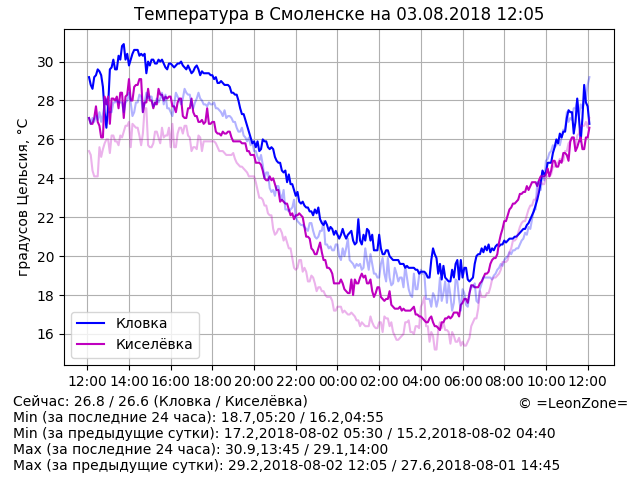 Температура в Смоленске на 03.08.2018 12:05
градусов Цельсия, °C
30
28
26
24
22
20
18
16
Кловка
Киселёвка
12:00 14:00 16:00 18:00 20:00 22:00 00:00 02:00 04:00 06:00 08:00 10:00 12:00
Сейчас: 26.8 / 26.6 (Кловка / Киселёвка)
© =LeonZone=
Min (за последние 24 часа): 18.7,05:20 / 16.2,04:55
Min (за предыдущие сутки): 17.2,2018-08-02 05:30 / 15.2,2018-08-02 04:40
Max (за последние 24 часа): 30.9,13:45 / 29.1,14:00
Max (за предыдущие сутки): 29.2,2018-08-02 12:05 / 27.6,2018-08-01 14:45